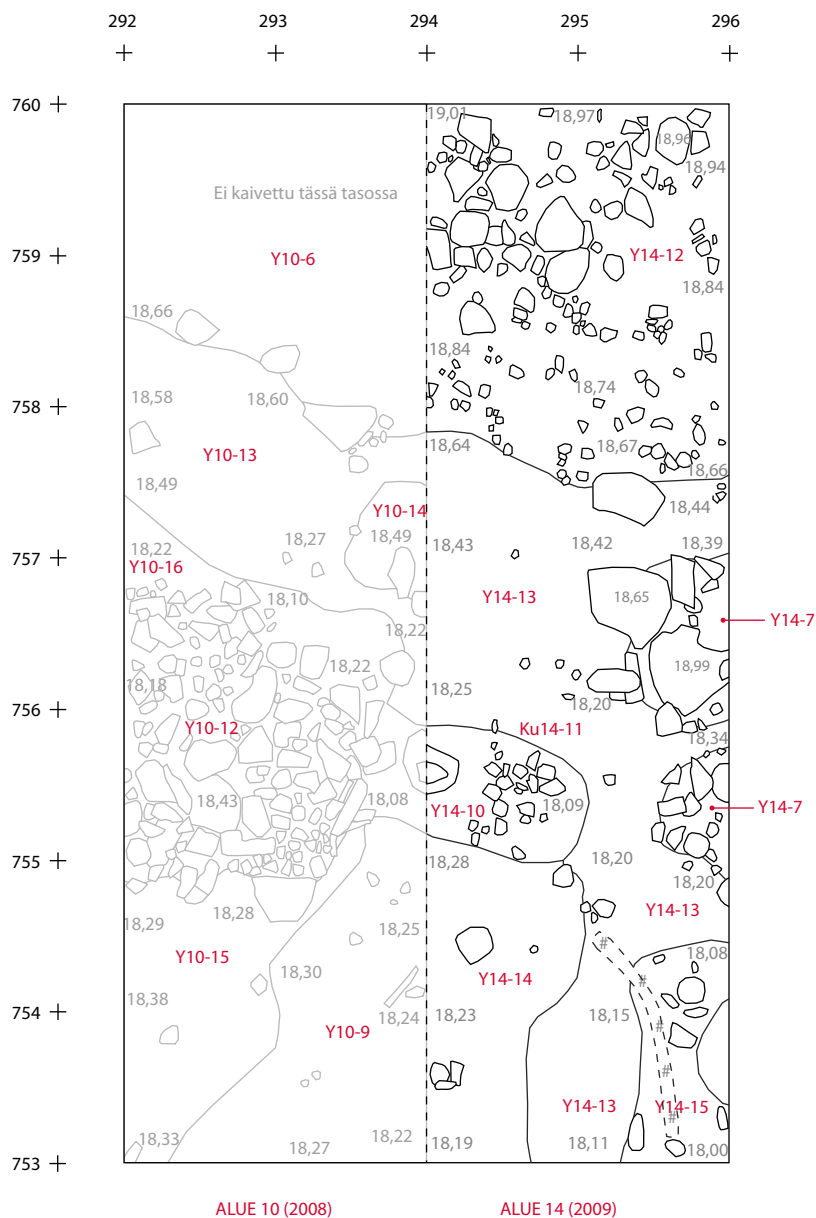 292 293 294 295 296
760
19,01 18,97
18,96
18,94
Ei kaivettu tässä tasossa
759 Y10-6 Y14-12
18,84
18,66
18,84
18,58 18,60 18,74
758
18,64 18,67
Y10-13
18,66
18,49
18,44
Y10-14
18,27 18,49
18,22 18,43 18,42 18,39
757
Y10-16
18,10 Y14-13 18,65
Y14-7
18,22
18,22 18,99
18,18 18,25
18,20
756
Y10-12 Ku14-11
18,34
18,43 18,08 18,09
Y14-10 Y14-7
755 18,28 18,20
18,20
18,28 Y14-13
18,29
18,25
Y10-15 #
18,08
18,30 Y14-14 #
18,38
754 18,24 18,23 18,15
Y10-9 #
#
Y14-13 Y14-15
#
18,33 18,27 18,22 18,19 18,11 18,00
753
ALUE 10 (2008) ALUE 14 (2009)